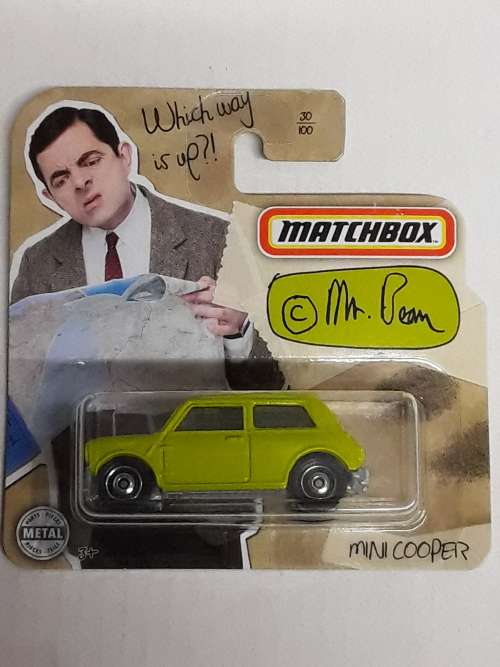 Which way
is up?!
30
100
MATCHBOX
© Mr. Bean
METAL
3+
MINI COOPER